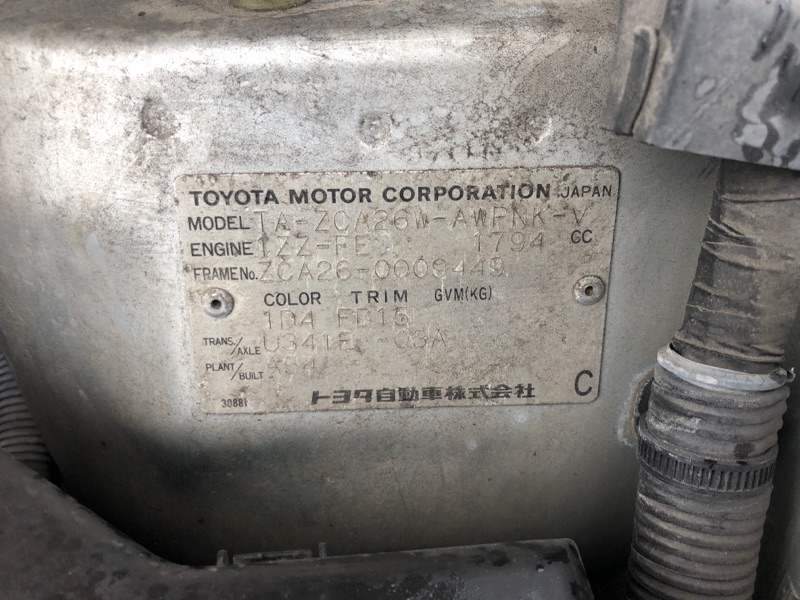 TOYOTA MOTOR CORPORATION JAPAN
MODEL TA-ZCA26W-AWPNK-V
ENGINE 1ZZ-FE 1794 CC
FRAME No. ZCA26-0009449
COLOR TRIM GVM(KG)
1D4 FD15
TRANS./AXLE U341F -03A
PLANT/BUILT
トヨタ自動車株式会社 C
30881